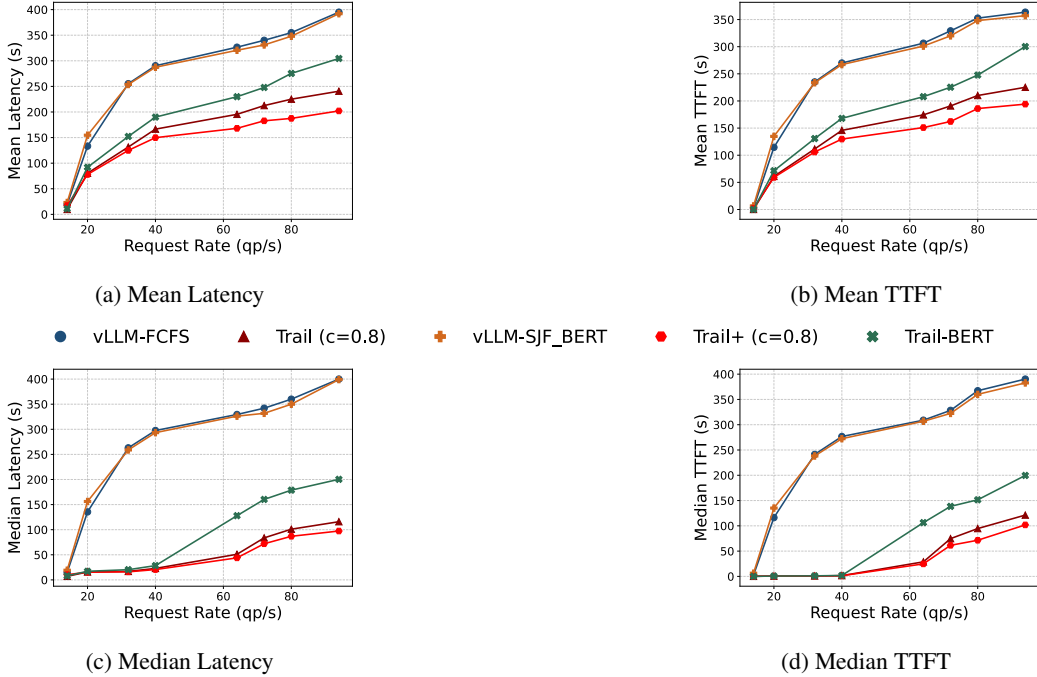 400
350
300
250
200
150
100
50
0
Mean Latency (s)
20 40 60 80
Request Rate (qp/s)
(a) Mean Latency
350
300
250
200
150
100
50
0
Mean TTFT (s)
20 40 60 80
Request Rate (qp/s)
(b) Mean TTFT
vLLM-FCFS Trail (c=0.8) vLLM-SJF_BERT Trail+ (c=0.8) Trail-BERT
400
350
300
250
200
150
100
50
0
Median Latency (s)
20 40 60 80
Request Rate (qp/s)
(c) Median Latency
400
350
300
250
200
150
100
50
0
Median TTFT (s)
20 40 60 80
Request Rate (qp/s)
(d) Median TTFT